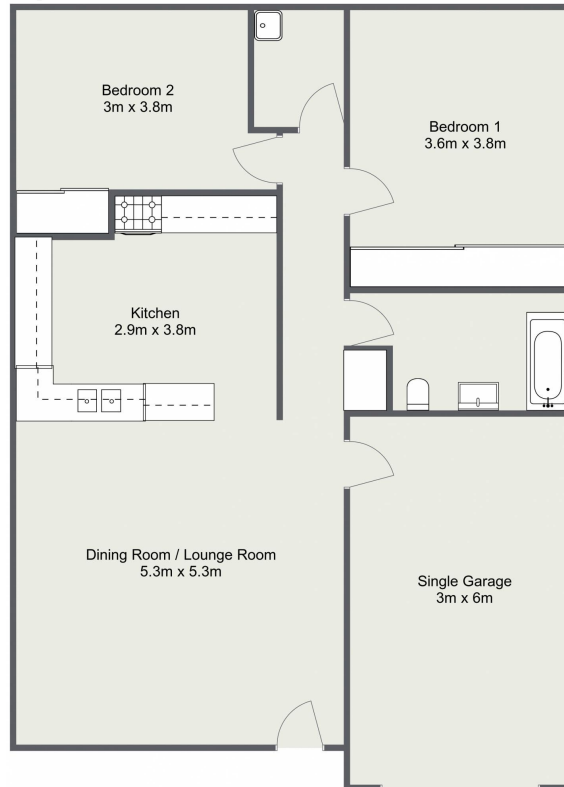 Bedroom 2
3m x 3.8m
Bedroom 1
3.6m x 3.8m
Kitchen
2.9m x 3.8m
Dining Room / Lounge Room
5.3m x 5.3m
Single Garage
3m x 6m